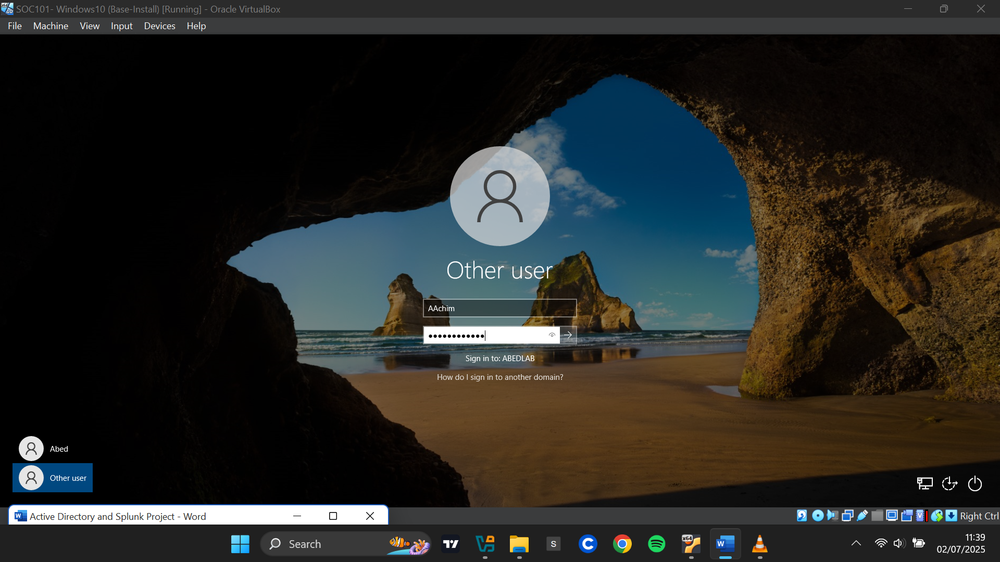 SOC101- Windows10 (Base-Install) [Running] - Oracle VirtualBox
File Machine View Input Devices Help
Other user
AAchim
Sign in to: ABEDLAB
How do I sign in to another domain?
Abed
Other user
Active Directory and Splunk Project - Word
Right Ctrl
Search
S
x64
W
11:39
02/07/2025